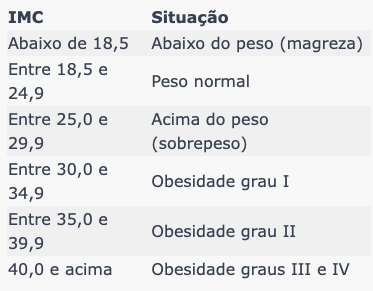 IMC Situação
Abaixo de 18,5 Abaixo do peso (magreza)
Entre 18,5 e
24,9 Peso normal
Entre 25,0 e
29,9 Acima do peso
(sobrepeso)
Entre 30,0 e
34,9 Obesidade grau I
Entre 35,0 e
39,9 Obesidade grau II
40,0 e acima Obesidade graus III e IV